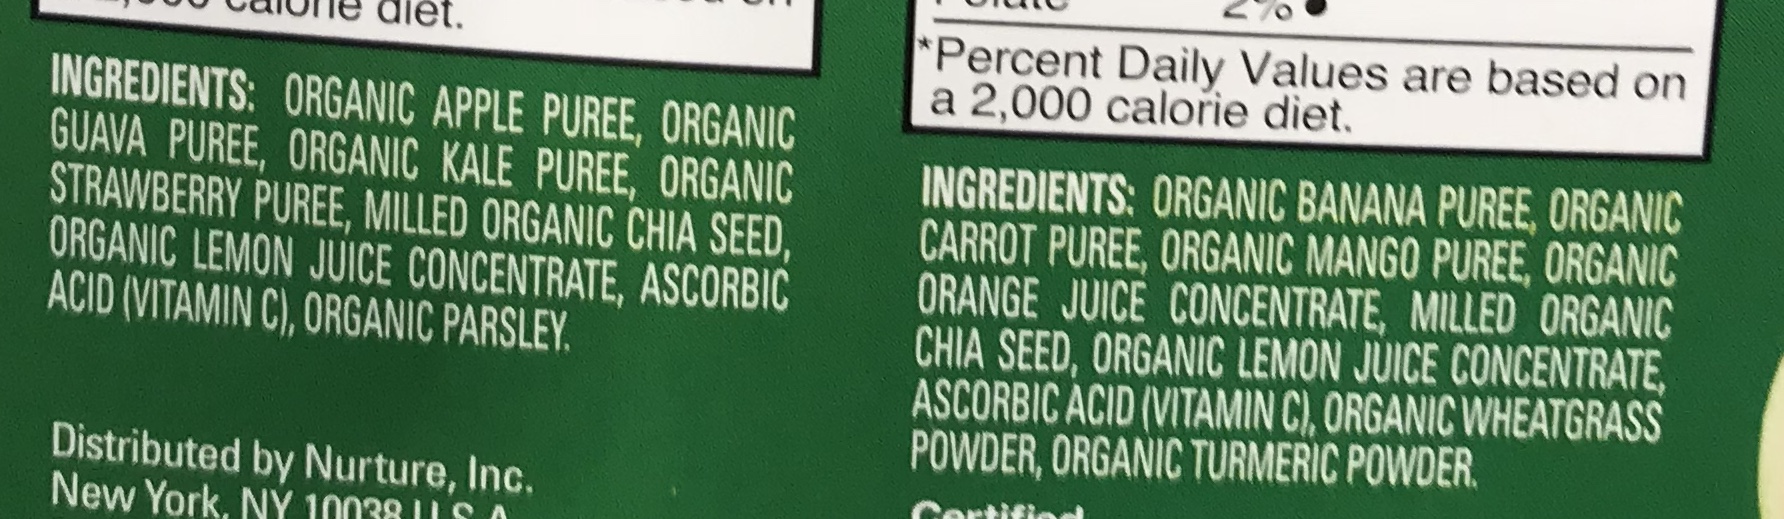 calorie diet.
INGREDIENTS: ORGANIC APPLE PUREE, ORGANIC
GUAVA PUREE, ORGANIC KALE PUREE, ORGANIC
STRAWBERRY PUREE, MILLED ORGANIC CHIA SEED,
ORGANIC LEMON JUICE CONCENTRATE, ASCORBIC
ACID (VITAMIN C), ORGANIC PARSLEY.
Distributed by Nurture, Inc.
New York, NY 10038 U.S.A.
2%
*Percent Daily Values are based on
a 2,000 calorie diet.
INGREDIENTS: ORGANIC BANANA PUREE, ORGANIC
CARROT PUREE, ORGANIC MANGO PUREE, ORGANIC
ORANGE JUICE CONCENTRATE, MILLED ORGANIC
CHIA SEED, ORGANIC LEMON JUICE CONCENTRATE,
ASCORBIC ACID (VITAMIN C), ORGANIC WHEATGRASS
POWDER, ORGANIC TURMERIC POWDER.
Certified